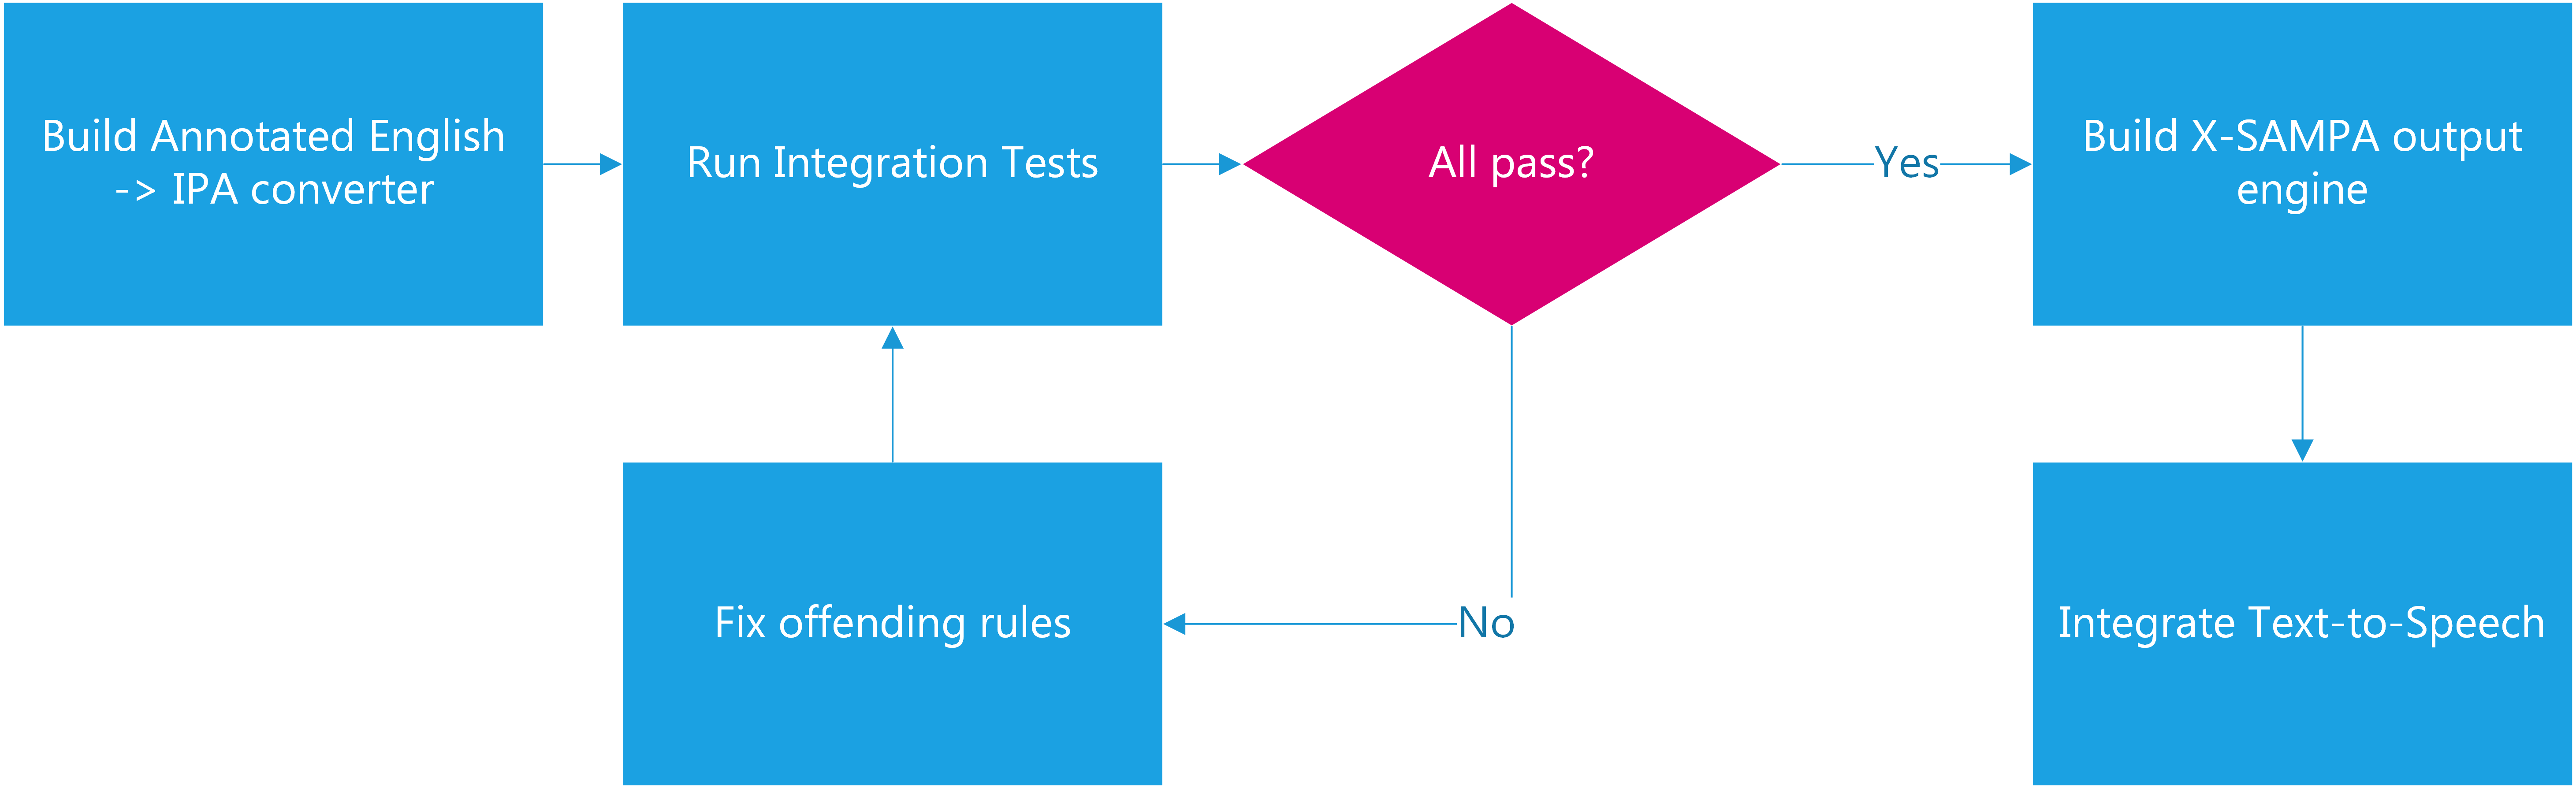 Build Annotated English
-> IPA converter
Run Integration Tests
All pass?
Yes
Build X-SAMPA output
engine
Fix offending rules
No
Integrate Text-to-Speech